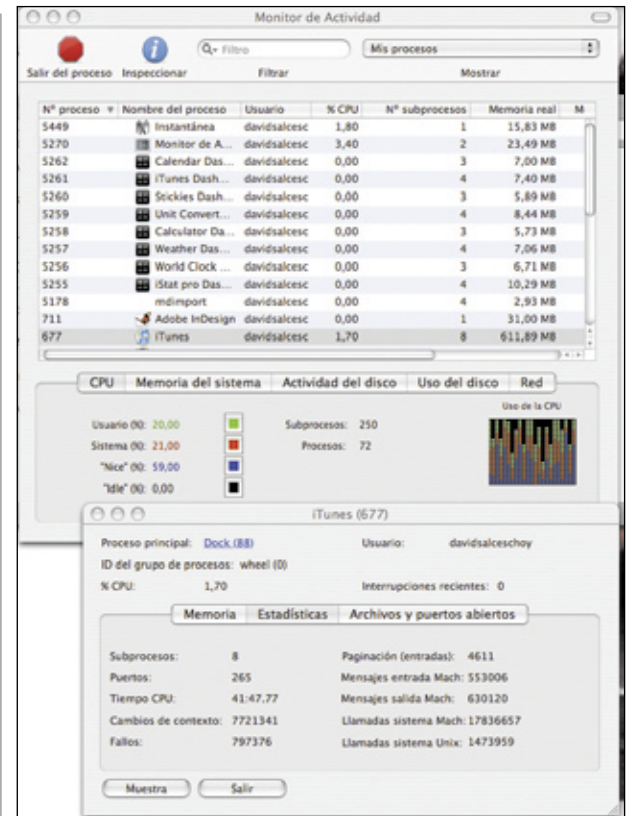 Monitor de Actividad
Salir del proceso Inspeccionar Filtro Filtrar Mis procesos Mostrar
Nº proceso Nombre del proceso Usuario % CPU Nº subprocesos Memoria real M
5449 Instantánea davidsalcesc 1,80 1 15,83 MB
5270 Monitor de A... davidsalcesc 3,40 2 23,49 MB
5262 Calendar Das... davidsalcesc 0,00 3 7,00 MB
5261 iTunes Dash... davidsalcesc 0,00 4 7,40 MB
5260 Stickies Dash... davidsalcesc 0,00 3 5,89 MB
5259 Unit Convert... davidsalcesc 0,00 4 8,44 MB
5258 Calculator Da... davidsalcesc 0,00 3 5,73 MB
5257 Weather Das... davidsalcesc 0,00 4 7,06 MB
5256 World Clock ... davidsalcesc 0,00 3 6,71 MB
5255 iStat pro Das... davidsalcesc 0,00 4 10,29 MB
5178 mdimport davidsalcesc 0,00 4 2,93 MB
711 Adobe InDesign davidsalcesc 0,00 1 31,00 MB
677 iTunes davidsalcesc 1,70 8 611,89 MB
CPU Memoria del sistema Actividad del disco Uso del disco Red
Uso de la CPU
Usuario (%): 20,00 Subprocesos: 250
Sistema (%): 21,00 Procesos: 72
"Nice" (%): 59,00
"Idle" (%): 0,00
iTunes (677)
Proceso principal: Dock (88) Usuario: davidsalceschoy
ID del grupo de procesos: wheel (0)
% CPU: 1,70 Interrupciones recientes: 0
Memoria Estadísticas Archivos y puertos abiertos
Subprocesos: 8 Paginación (entradas): 4611
Puertos: 265 Mensajes entrada Mach: 553006
Tiempo CPU: 41:47.77 Mensajes salida Mach: 630120
Cambios de contexto: 7721341 Llamadas sistema Mach: 17836657
Fallos: 797376 Llamadas sistema Unix: 1473959
Muestra Salir